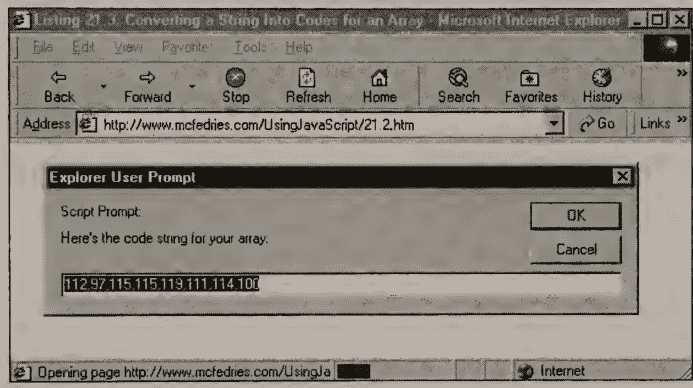 Listing 21.3. Converting a String Into Codes for an Array - Microsoft Internet Explorer
File Edit View Favorites Tools Help
Back Forward Stop Refresh Home Search Favorites History »
Address http://www.mcfedries.com/UsingJavaScript/21.2.htm Go Links »
Explorer User Prompt
Script Prompt:
OK
Here's the code string for your array:
Cancel
112,97,115,115,119,111,114,100
Opening page http://www.mcfedries.com/UsingJa Internet